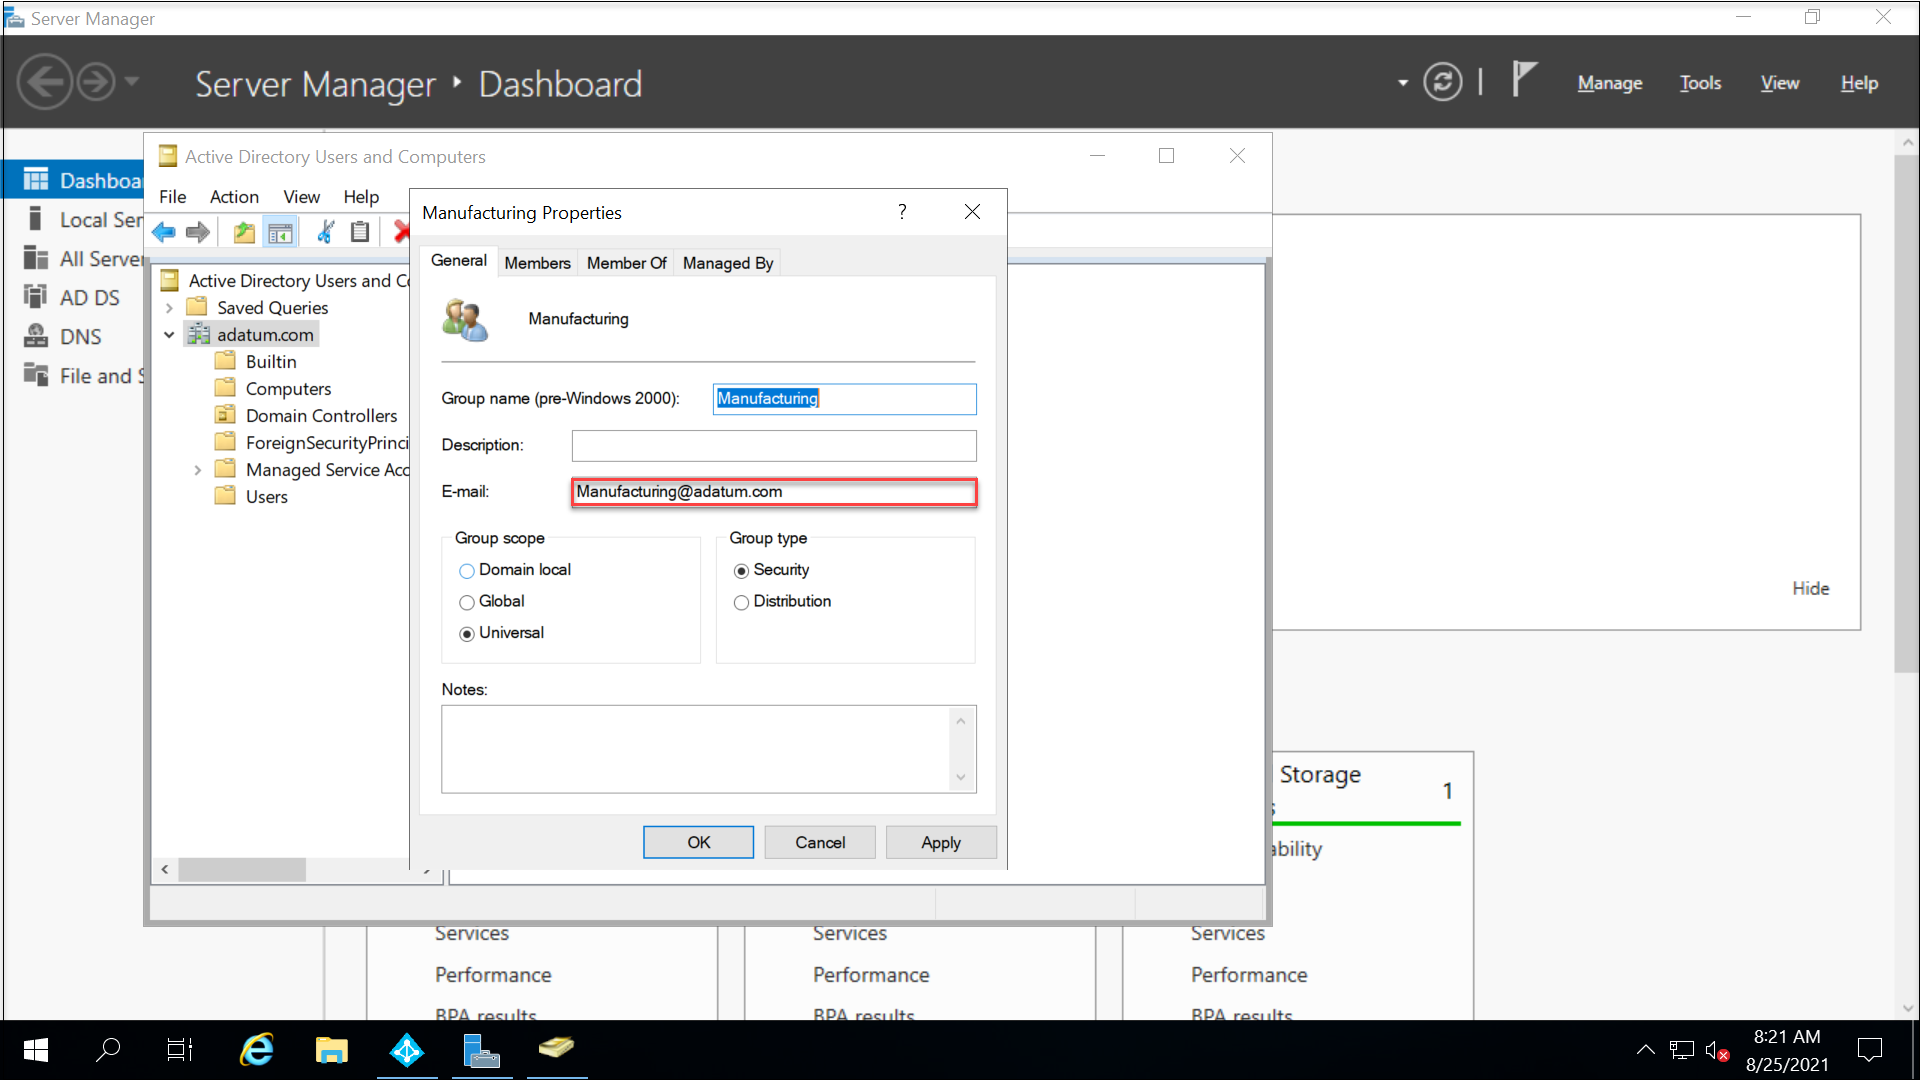 Server Manager
Server Manager ‣ Dashboard
Manage Tools View Help
Active Directory Users and Computers
File Action View Help
Manufacturing Properties
?
General Members Member Of Managed By
Manufacturing
Group name (pre-Windows 2000): Manufacturing
Description:
E-mail: Manufacturing@adatum.com
Group scope
Domain local
Global
Universal
Group type
Security
Distribution
Notes:
OK Cancel Apply
Active Directory Users and C
Saved Queries
adatum.com
Builtin
Computers
Domain Controllers
ForeignSecurityPrinci
Managed Service Acc
Users
Dashboa
Local Ser
All Server
AD DS
DNS
File and S
Hide
Storage
1
ability
Services
Performance
BPA results
Services
Performance
BPA results
Services
Performance
BPA results
8:21 AM
8/25/2021